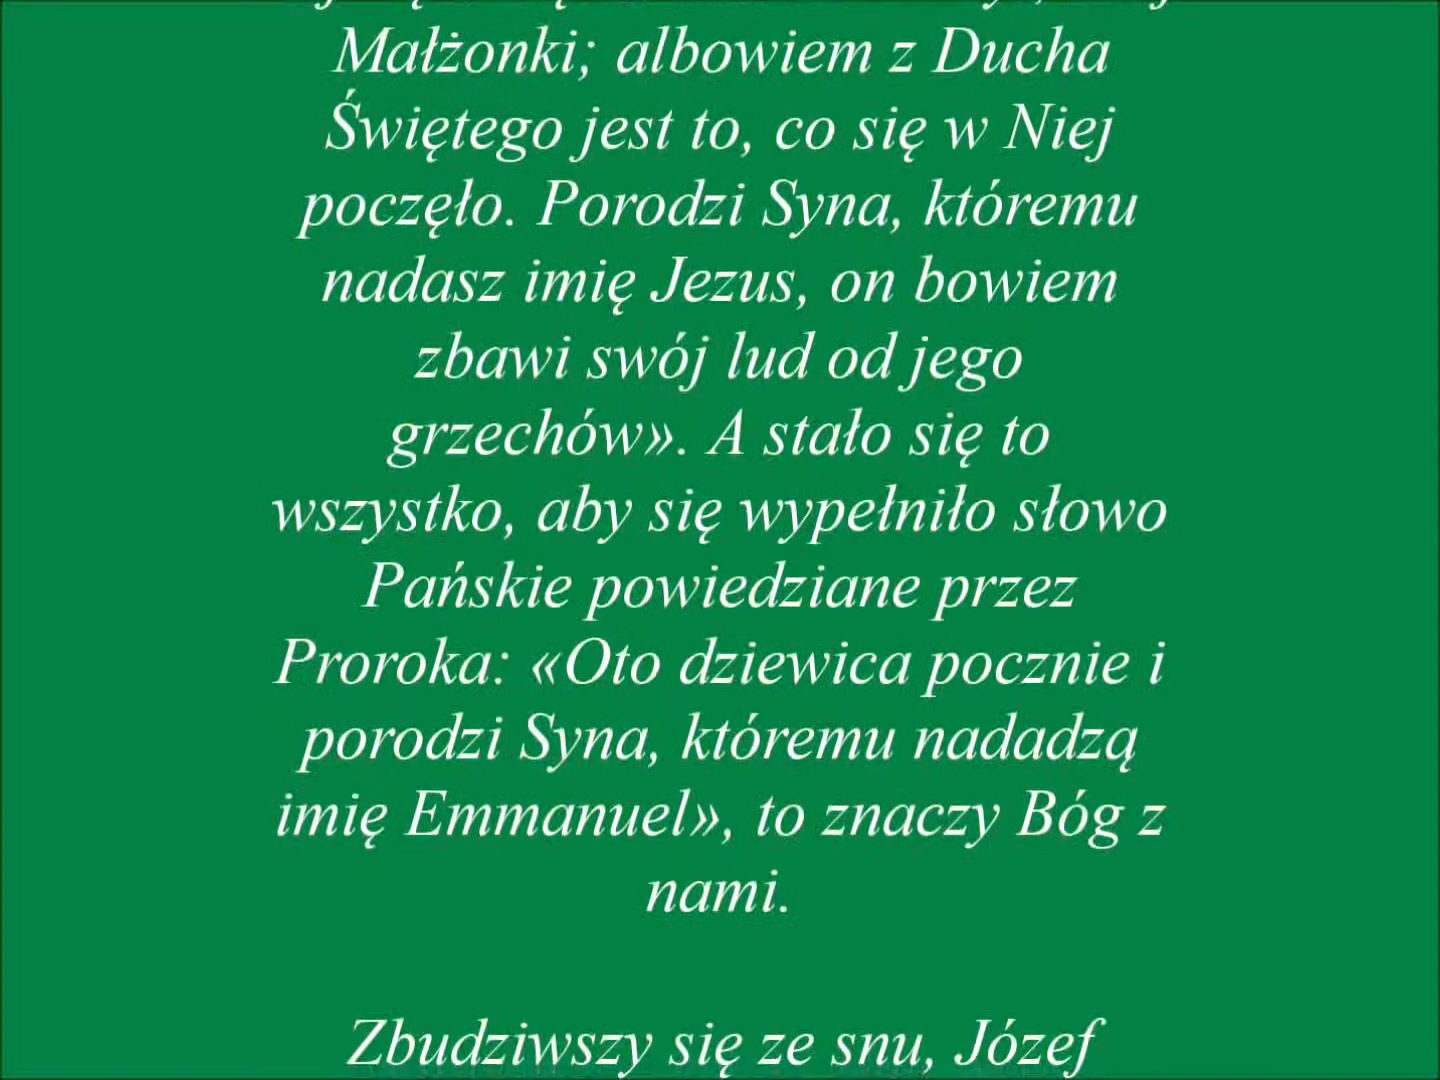 Małżonki; albowiem z Ducha
Świętego jest to, co się w Niej
poczęło. Porodzi Syna, któremu
nadasz imię Jezus, on bowiem
zbawi swój lud od jego
grzechów». A stało się to
wszystko, aby się wypełniło słowo
Pańskie powiedziane przez
Proroka: «Oto dziewica pocznie i
porodzi Syna, któremu nadadzą
imię Emmanuel», to znaczy Bóg z
nami.
Zbudziwszy się ze snu, Józef